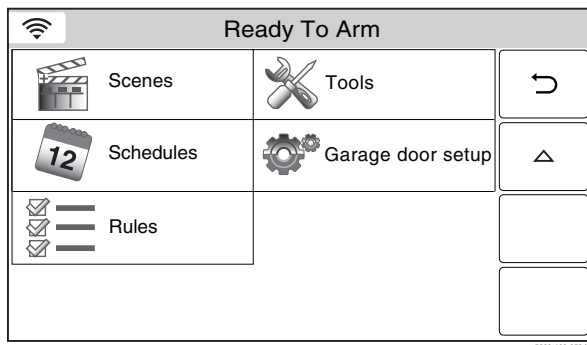 Ready To Arm
Scenes
Tools
12
Schedules
Garage door setup
Rules